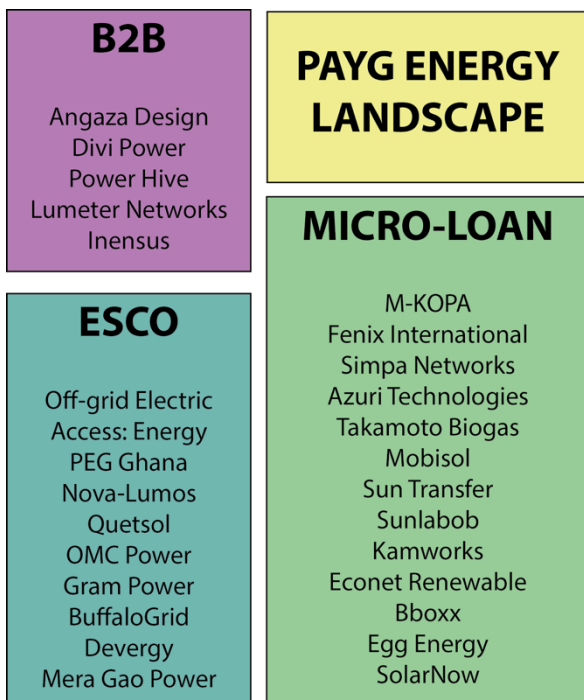 B2B
Angaza Design
Divi Power
Power Hive
Lumeter Networks
Inensus
PAYG ENERGY
LANDSCAPE
ESCO
Off-grid Electric
Access: Energy
PEG Ghana
Nova-Lumos
Quetsol
OMC Power
Gram Power
BuffaloGrid
Devergy
Mera Gao Power
MICRO-LOAN
M-KOPA
Fenix International
Simpa Networks
Azuri Technologies
Takamoto Biogas
Mobisol
Sun Transfer
Sunlabob
Kamworks
Econet Renewable
Bboxx
Egg Energy
SolarNow